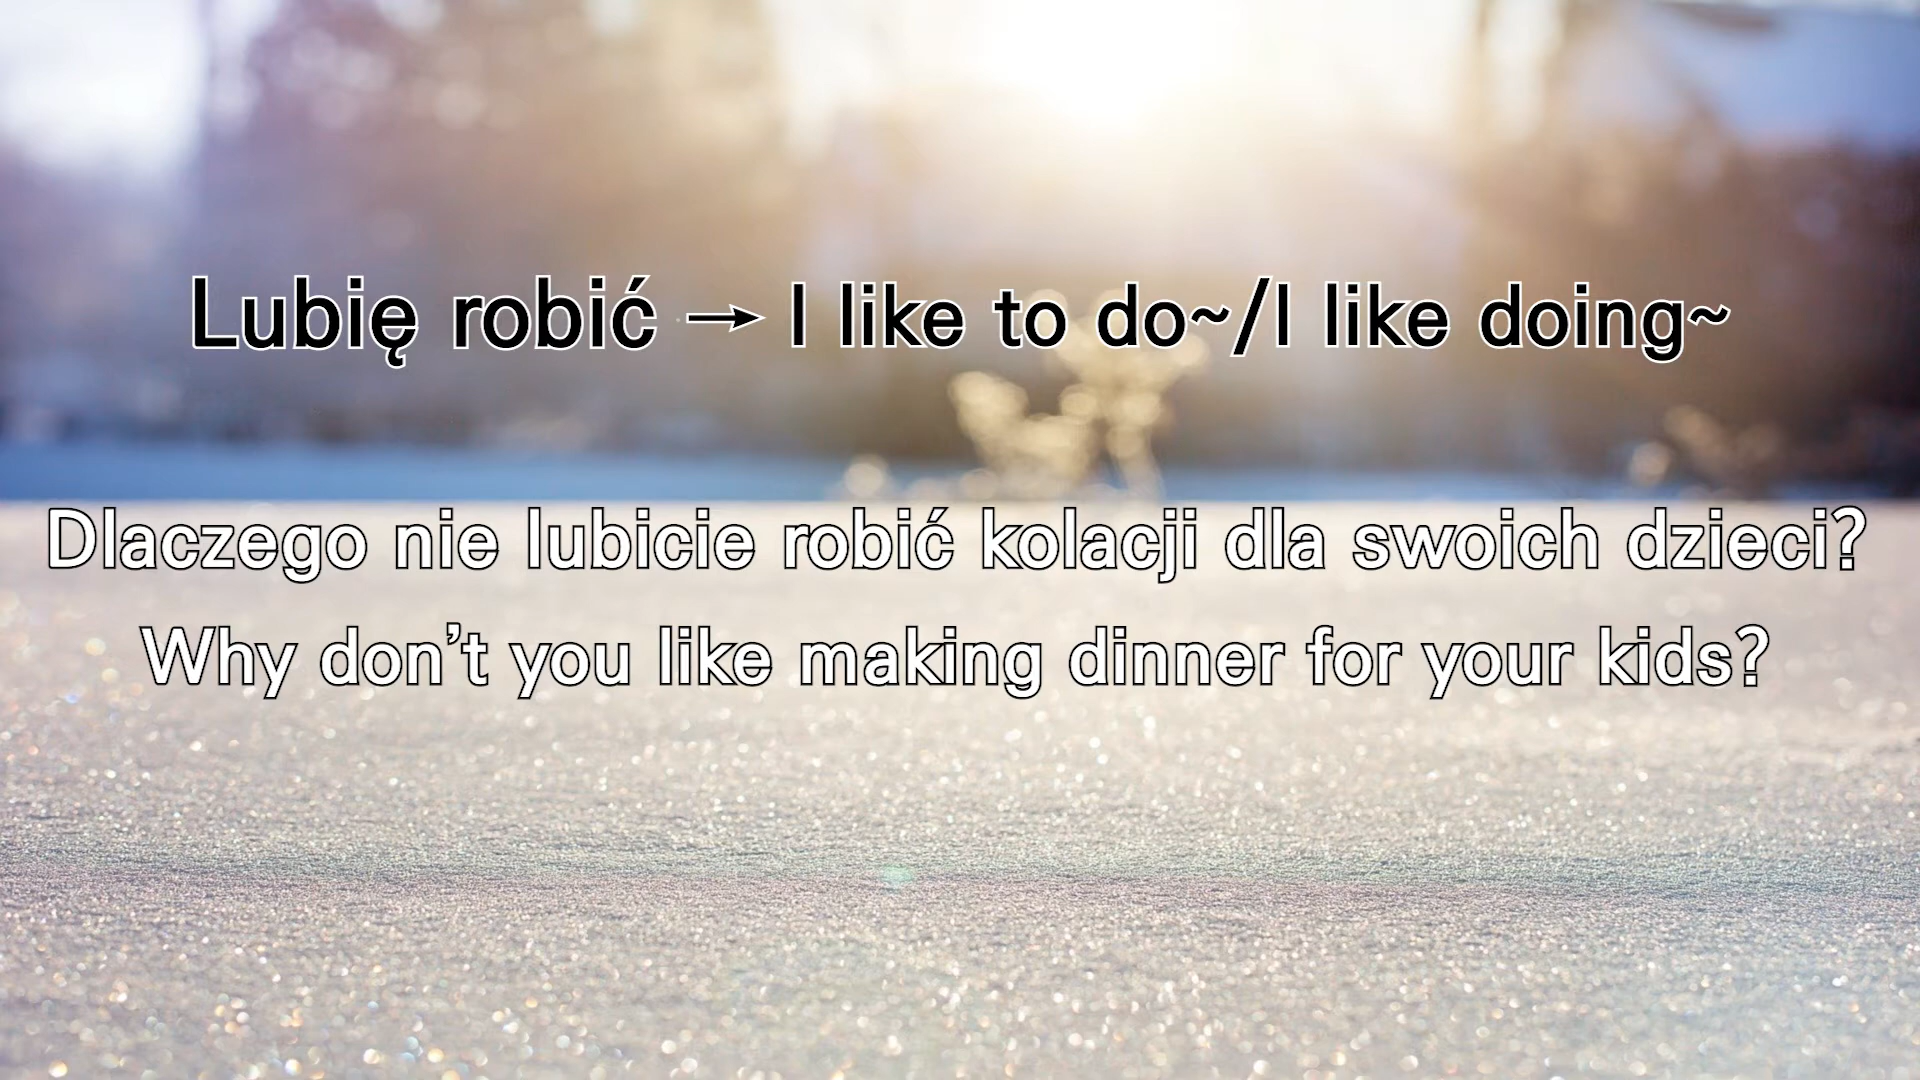 Lubię robić → I like to do~/I like doing~
Dlaczego nie lubicie robić kolacji dla swoich dzieci?
Why don’t you like making dinner for your kids?